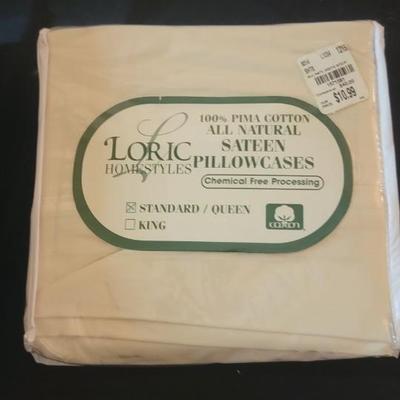 100% PIMA COTTON
ALL NATURAL
SATEEN
PILLOWCASES
LORIC
HOMESTYLES
Chemical Free Processing
STANDARD / QUEEN
KING
COTTON
$10.99